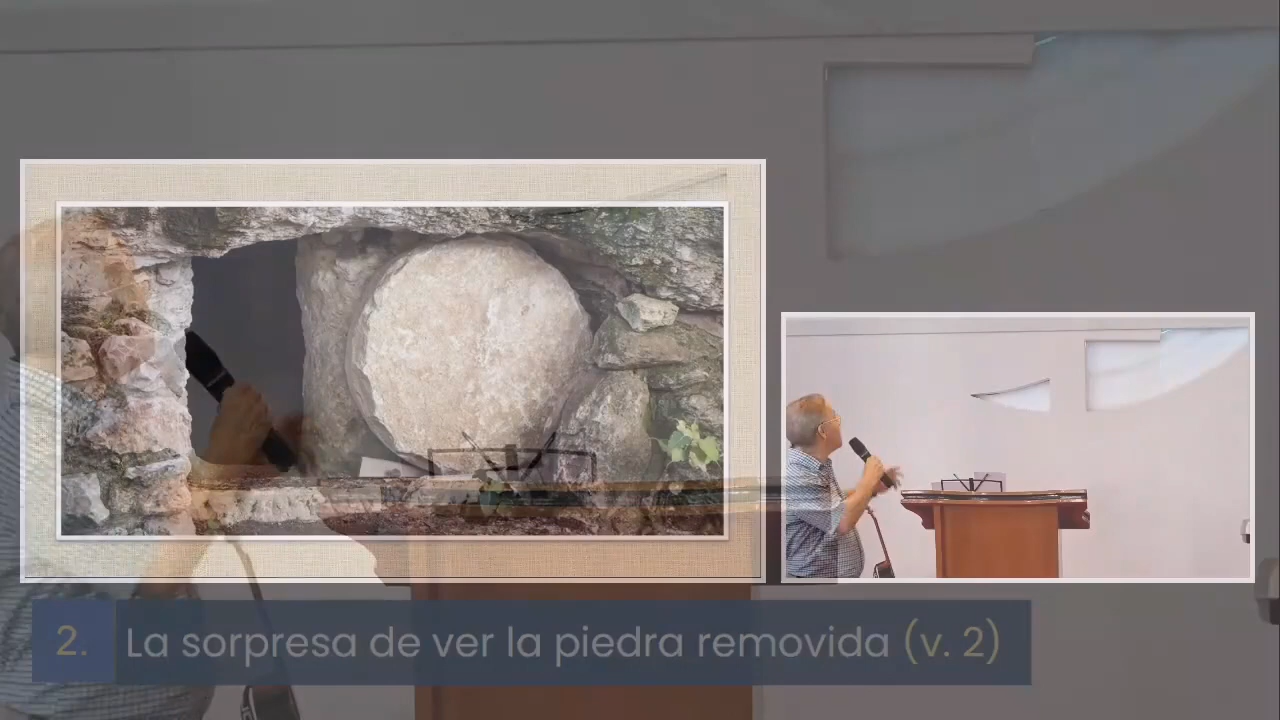 2. La sorpresa de ver la piedra removida (v. 2)